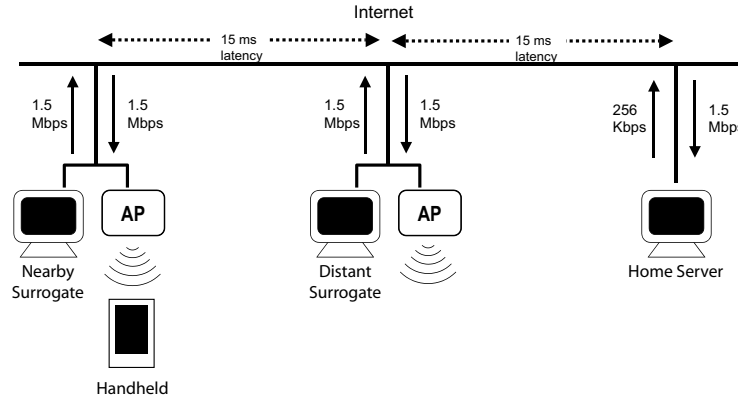 Internet
15 ms
latency
15 ms
latency
1.5
Mbps
1.5
Mbps
1.5
Mbps
1.5
Mbps
256
Kbps
1.5
Mbp
AP
AP
Nearby
Surrogate
Distant
Surrogate
Home Server
Handheld